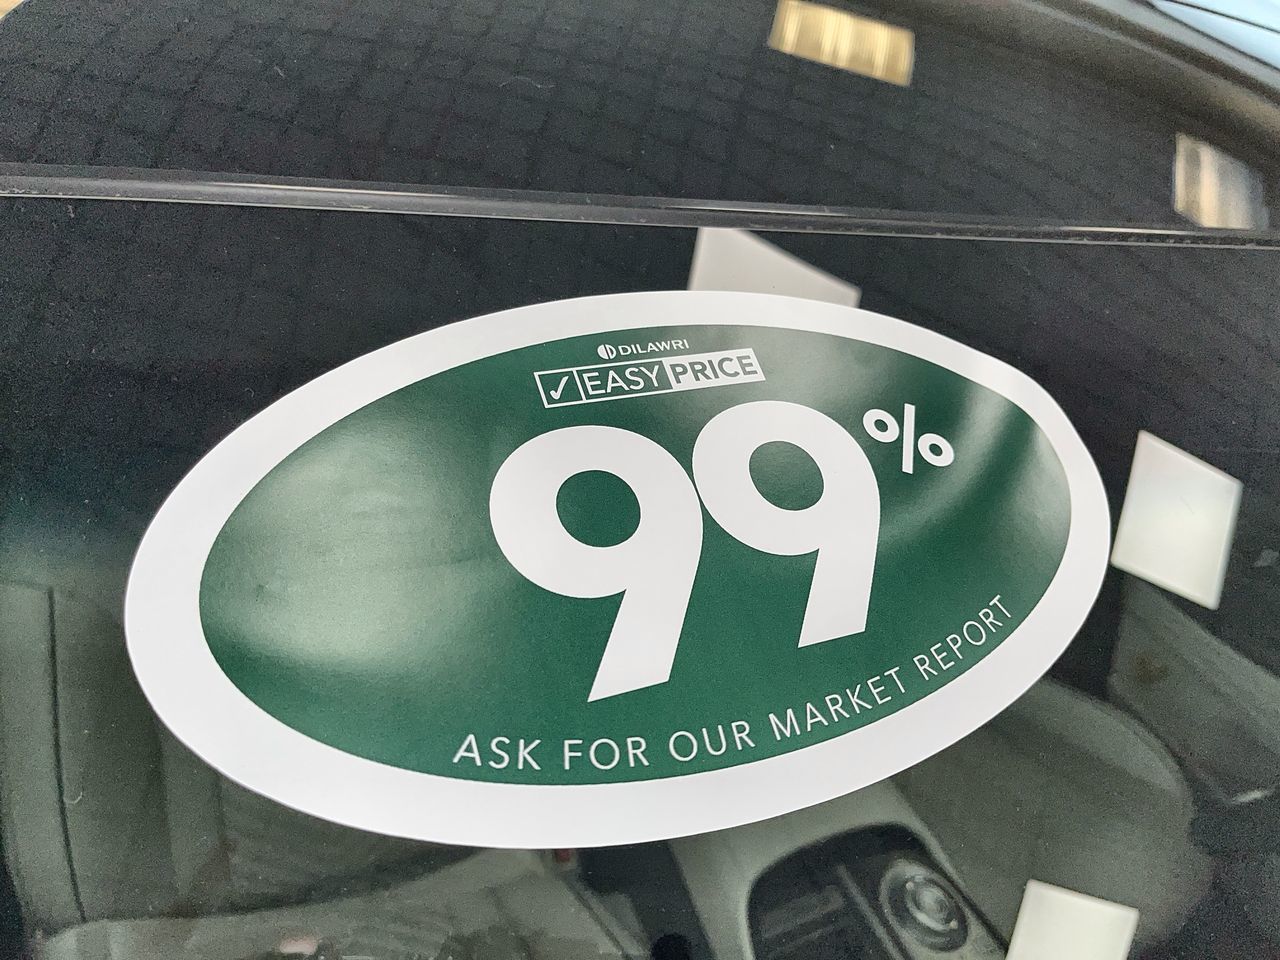 DILAWRI
✓ EASY PRICE
99%
ASK FOR OUR MARKET REPORT